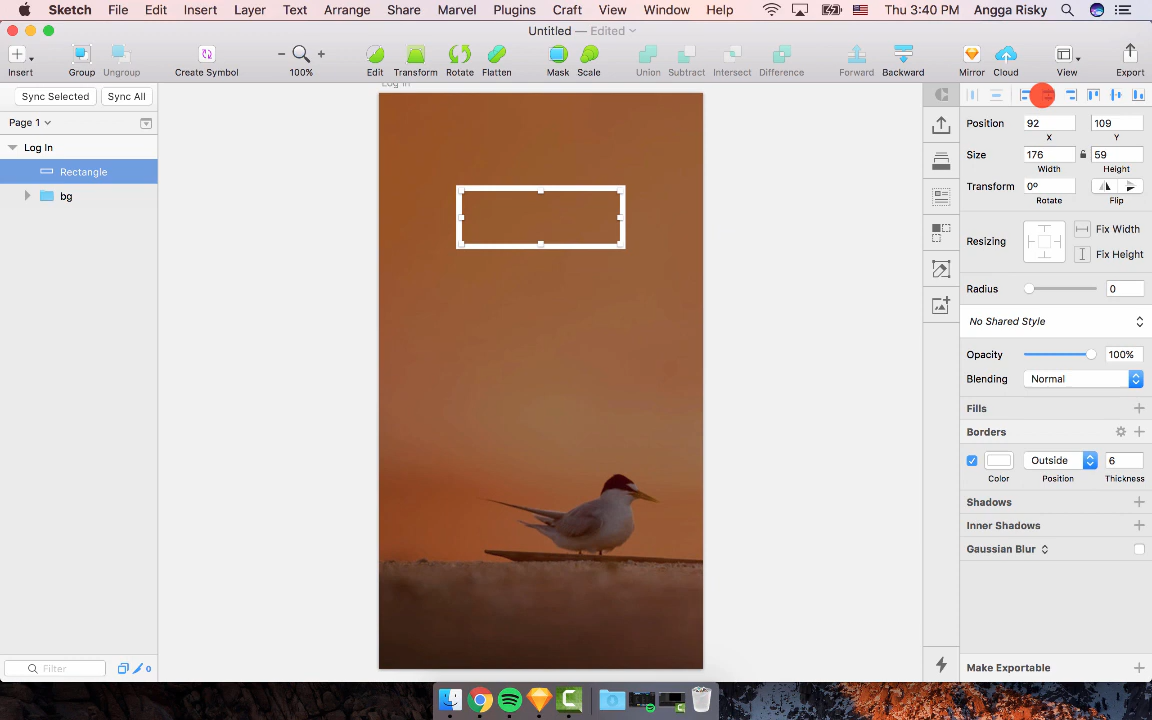 Sketch File Edit Insert Layer Text Arrange Share Marvel Plugins Craft View Window Help Thu 3:40 PM Angga Risky
Untitled — Edited
Insert Group Ungroup Create Symbol 100% Edit Transform Rotate Flatten Mask Scale Union Subtract Intersect Difference Forward Backward Mirror Cloud View Export
Sync Selected Sync All
Page 1
Log In
Rectangle
bg
Filter
0
Log In
Position 92 109
X Y
Size 176 59
Width Height
Transform 0º
Rotate Flip
Resizing Fix Width
Fix Height
Radius 0
No Shared Style
Opacity 100%
Blending Normal
Fills
Borders
Outside 6
Color Position Thickness
Shadows
Inner Shadows
Gaussian Blur
Make Exportable